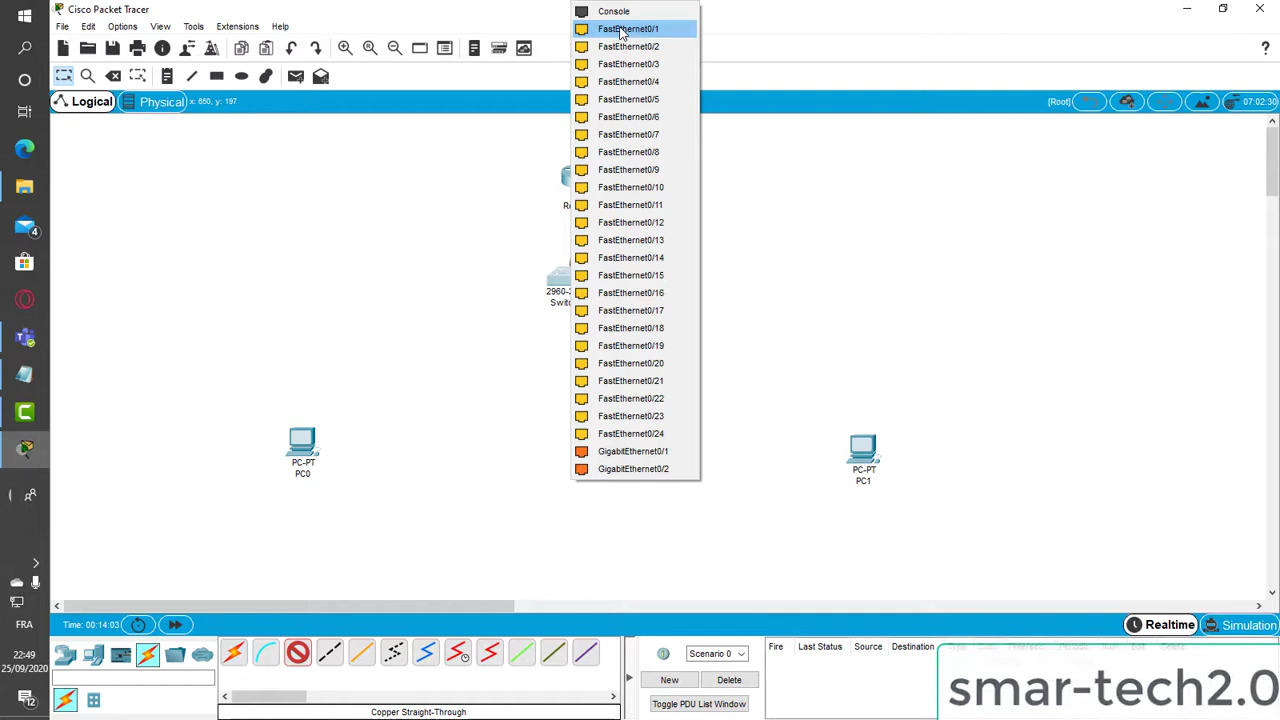 Cisco Packet Tracer
File Edit Options View Tools Extensions Help
Logical Physical x: 650, y: 197 [Root] 07:02:30
Console
FastEthernet0/1
FastEthernet0/2
FastEthernet0/3
FastEthernet0/4
FastEthernet0/5
FastEthernet0/6
FastEthernet0/7
FastEthernet0/8
FastEthernet0/9
FastEthernet0/10
FastEthernet0/11
FastEthernet0/12
FastEthernet0/13
FastEthernet0/14
FastEthernet0/15
FastEthernet0/16
FastEthernet0/17
FastEthernet0/18
FastEthernet0/19
FastEthernet0/20
FastEthernet0/21
FastEthernet0/22
FastEthernet0/23
FastEthernet0/24
GigabitEthernet0/1
GigabitEthernet0/2
4
PC-PT
PC0
PC-PT
PC1
Time: 00:14:03 Realtime Simulation
FRA
22:49
25/09/2020
12
Copper Straight-Through
Scenario 0
New Delete
Toggle PDU List Window
Fire Last Status Source Destination
smar-tech2.0